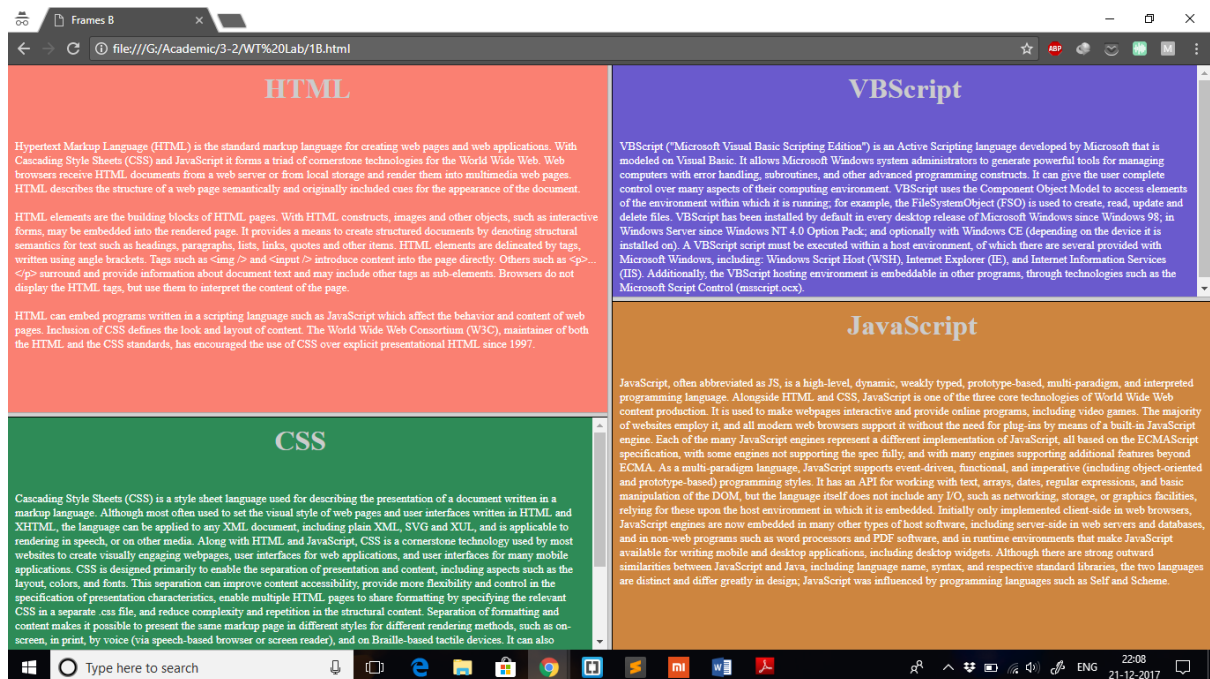 Frames B
file:///G:/Academic/3-2/WT%20Lab/1B.html
ABP
M
HTML
Hypertext Markup Language (HTML) is the standard markup language for creating web pages and web applications. With
Cascading Style Sheets (CSS) and JavaScript it forms a triad of cornerstone technologies for the World Wide Web. Web
browsers receive HTML documents from a web server or from local storage and render them into multimedia web pages.
HTML describes the structure of a web page semantically and originally included cues for the appearance of the document.
HTML elements are the building blocks of HTML pages. With HTML constructs, images and other objects, such as interactive
forms, may be embedded into the rendered page. It provides a means to create structured documents by denoting structural
semantics for text such as headings, paragraphs, lists, links, quotes and other items. HTML elements are delineated by tags,
written using angle brackets. Tags such as <img /> and <input /> introduce content into the page directly. Others such as <p>...
</p> surround and provide information about document text and may include other tags as sub-elements. Browsers do not
display the HTML tags, but use them to interpret the content of the page.
HTML can embed programs written in a scripting language such as JavaScript which affect the behavior and content of web
pages. Inclusion of CSS defines the look and layout of content. The World Wide Web Consortium (W3C), maintainer of both
the HTML and the CSS standards, has encouraged the use of CSS over explicit presentational HTML since 1997.
CSS
Cascading Style Sheets (CSS) is a style sheet language used for describing the presentation of a document written in a
markup language. Although most often used to set the visual style of web pages and user interfaces written in HTML and
XHTML, the language can be applied to any XML document, including plain XML, SVG and XUL, and is applicable to
rendering in speech, or on other media. Along with HTML and JavaScript, CSS is a cornerstone technology used by most
websites to create visually engaging webpages, user interfaces for web applications, and user interfaces for many mobile
applications. CSS is designed primarily to enable the separation of presentation and content, including aspects such as the
layout, colors, and fonts. This separation can improve content accessibility, provide more flexibility and control in the
specification of presentation characteristics, enable multiple HTML pages to share formatting by specifying the relevant
CSS in a separate .css file, and reduce complexity and repetition in the structural content. Separation of formatting and
content makes it possible to present the same markup page in different styles for different rendering methods, such as on-
screen, in print, by voice (via speech-based browser or screen reader), and on Braille-based tactile devices. It can also
VBScript
VBScript ("Microsoft Visual Basic Scripting Edition") is an Active Scripting language developed by Microsoft that is
modeled on Visual Basic. It allows Microsoft Windows system administrators to generate powerful tools for managing
computers with error handling, subroutines, and other advanced programming constructs. It can give the user complete
control over many aspects of their computing environment. VBScript uses the Component Object Model to access elements
of the environment within which it is running; for example, the FileSystemObject (FSO) is used to create, read, update and
delete files. VBScript has been installed by default in every desktop release of Microsoft Windows since Windows 98; in
Windows Server since Windows NT 4.0 Option Pack; and optionally with Windows CE (depending on the device it is
installed on). A VBScript script must be executed within a host environment, of which there are several provided with
Microsoft Windows, including: Windows Script Host (WSH), Internet Explorer (IE), and Internet Information Services
(IIS). Additionally, the VBScript hosting environment is embeddable in other programs, through technologies such as the
Microsoft Script Control (msscript.ocx).
JavaScript
JavaScript, often abbreviated as JS, is a high-level, dynamic, weakly typed, prototype-based, multi-paradigm, and interpreted
programming language. Alongside HTML and CSS, JavaScript is one of the three core technologies of World Wide Web
content production. It is used to make webpages interactive and provide online programs, including video games. The majority
of websites employ it, and all modern web browsers support it without the need for plug-ins by means of a built-in JavaScript
engine. Each of the many JavaScript engines represent a different implementation of JavaScript, all based on the ECMAScript
specification, with some engines not supporting the spec fully, and with many engines supporting additional features beyond
ECMA. As a multi-paradigm language, JavaScript supports event-driven, functional, and imperative (including object-oriented
and prototype-based) programming styles. It has an API for working with text, arrays, dates, regular expressions, and basic
manipulation of the DOM, but the language itself does not include any I/O, such as networking, storage, or graphics facilities,
relying for these upon the host environment in which it is embedded. Initially only implemented client-side in web browsers,
JavaScript engines are now embedded in many other types of host software, including server-side in web servers and databases,
and in non-web programs such as word processors and PDF software, and in runtime environments that make JavaScript
available for writing mobile and desktop applications, including desktop widgets. Although there are strong outward
similarities between JavaScript and Java, including language name, syntax, and respective standard libraries, the two languages
are distinct and differ greatly in design; JavaScript was influenced by programming languages such as Self and Scheme.
Type here to search
mi
ENG
22:08
21-12-2017